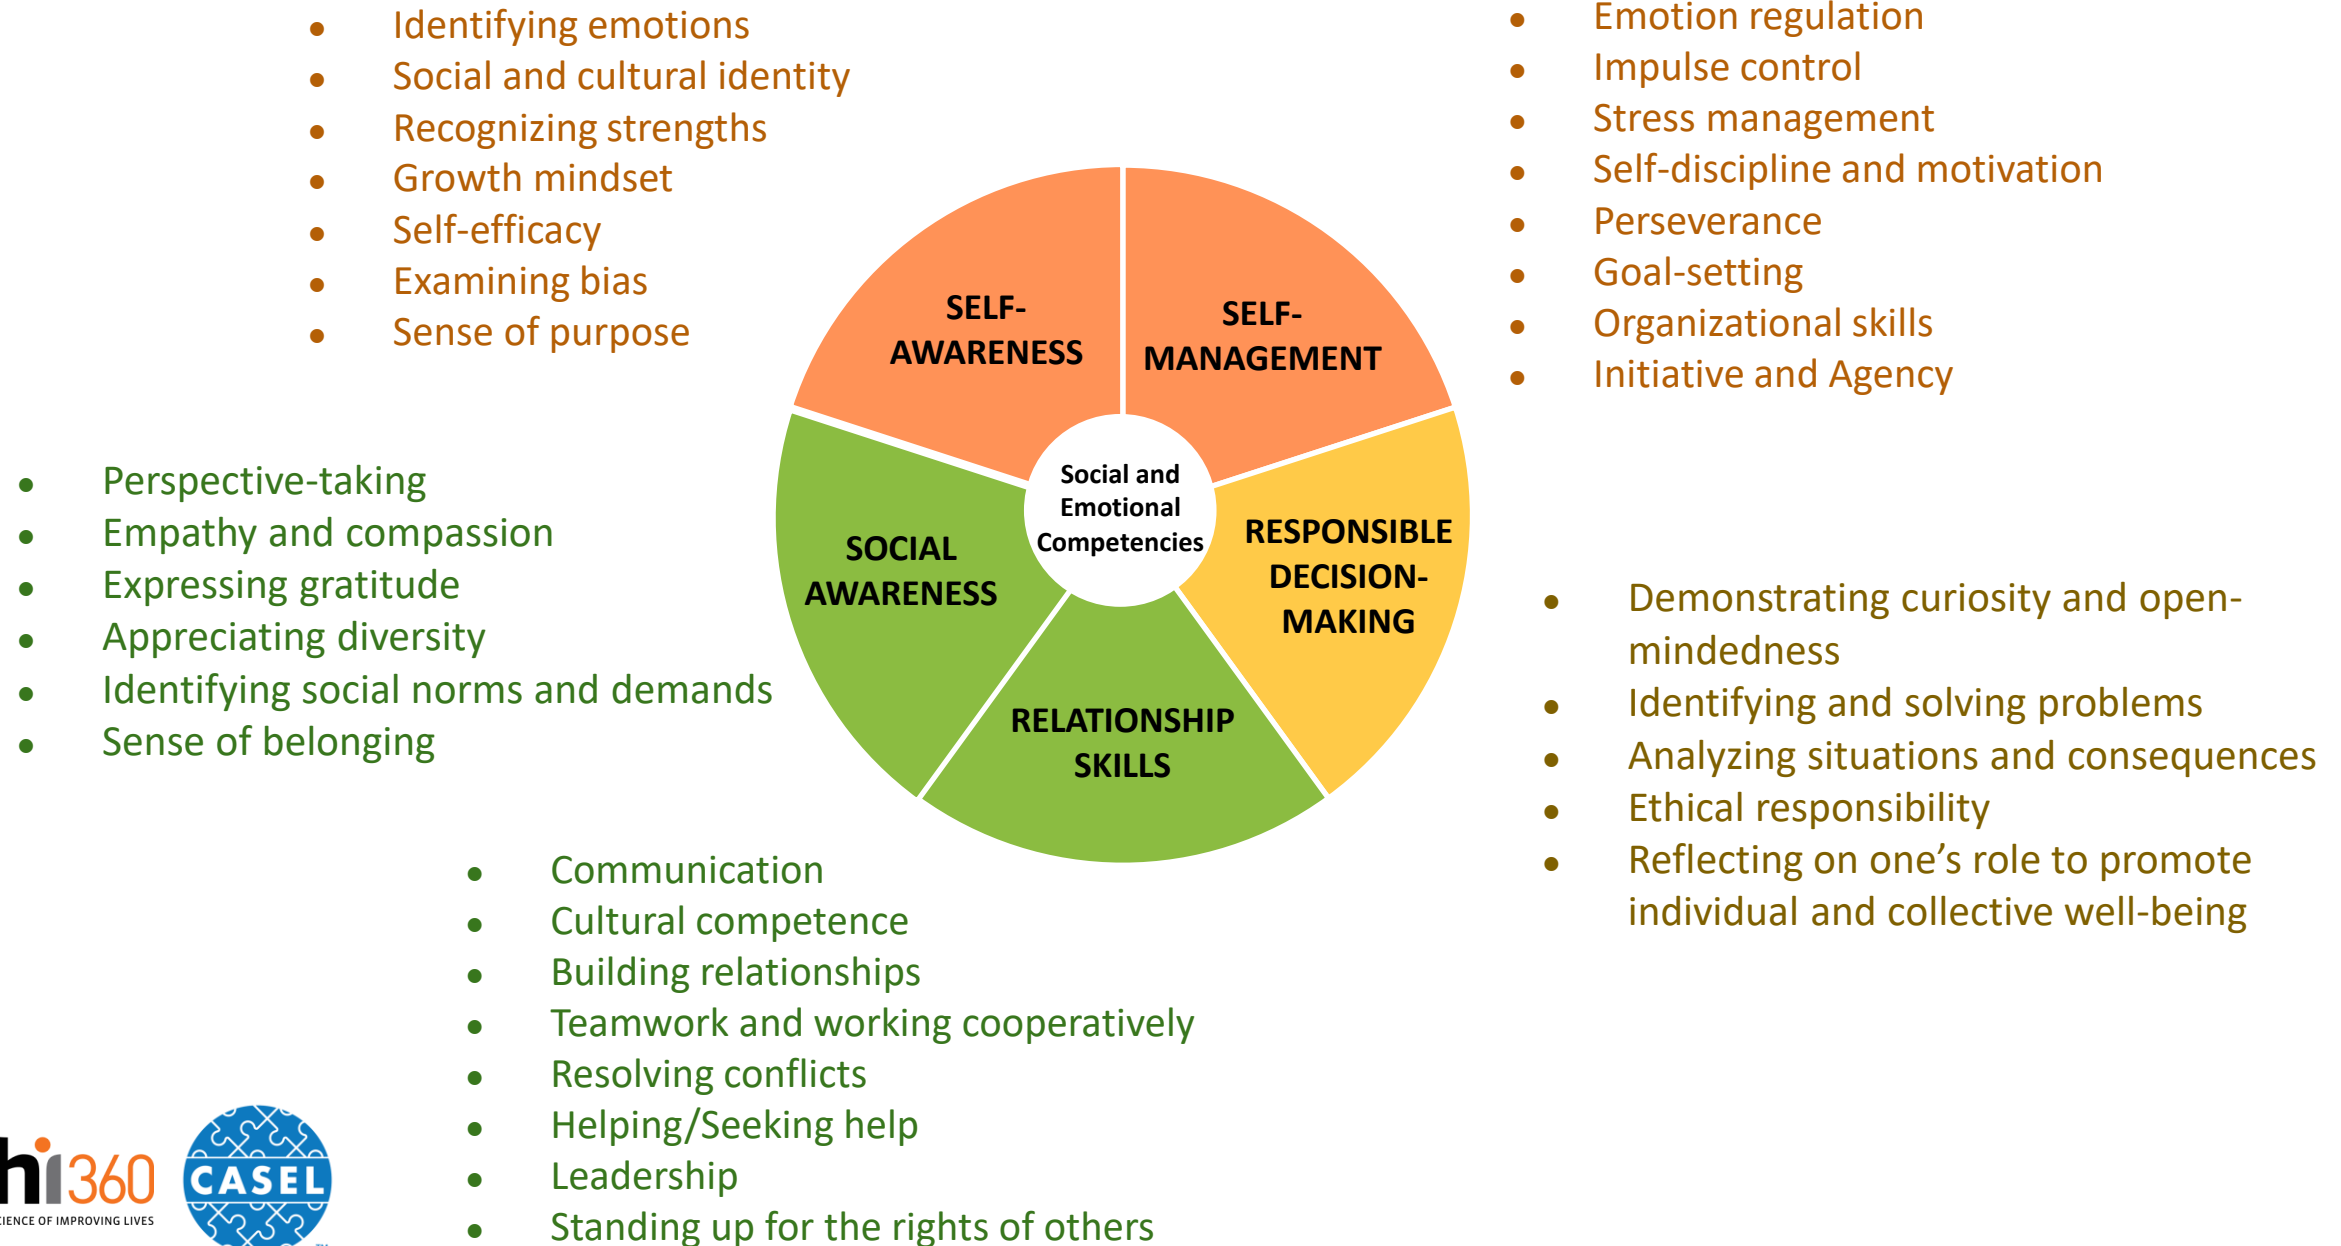 Identifying emotions
Social and cultural identity
Recognizing strengths
Growth mindset
Self-efficacy
Examining bias
Sense of purpose
Emotion regulation
Impulse control
Stress management
Self-discipline and motivation
Perseverance
Goal-setting
Organizational skills
Initiative and Agency
SELF-
AWARENESS
SELF-
MANAGEMENT
Social and
Emotional
Competencies
SOCIAL
AWARENESS
RESPONSIBLE
DECISION-
MAKING
RELATIONSHIP
SKILLS
Perspective-taking
Empathy and compassion
Expressing gratitude
Appreciating diversity
Identifying social norms and demands
Sense of belonging
Demonstrating curiosity and open-
mindedness
Identifying and solving problems
Analyzing situations and consequences
Ethical responsibility
Reflecting on one’s role to promote
individual and collective well-being
Communication
Cultural competence
Building relationships
Teamwork and working cooperatively
Resolving conflicts
Helping/Seeking help
Leadership
Standing up for the rights of others
hi360
OF IMPROVING LIVES
CASEL